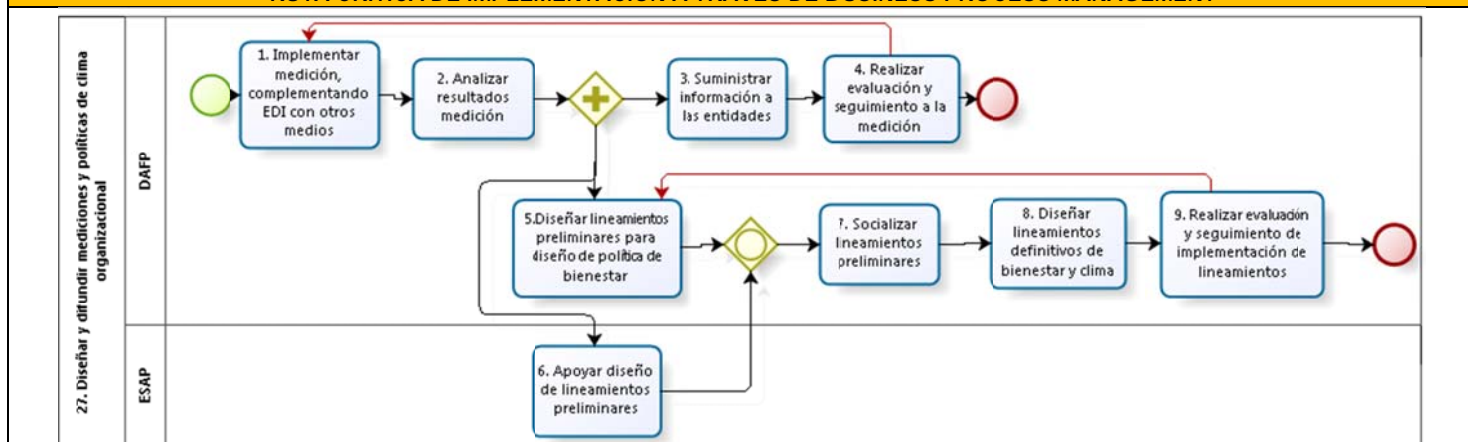 27. Diseñar y difundir mediciones y políticas de clima
organizacional
DAFP
1. Implementar
medición,
complementando
EDI con otros
medios
2. Analizar
resultados
medición
3. Suministrar
información a
las entidades
4. Realizar
evaluación y
seguimiento a la
medición
5.Diseñar lineamientos
preliminares para
diseño de política de
bienestar
7. Socializar
lineamientos
preliminares
8. Diseñar
lineamientos
definitivos de
bienestar y clima
9. Realizar evaluación
y seguimiento de
implementación de
lineamientos
ESAP
6. Apoyar diseño
de lineamientos
preliminares